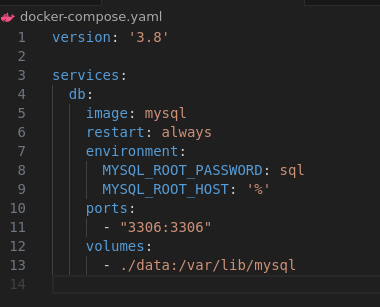 docker-compose.yaml
1 version: '3.8'
2
3 services:
4 db:
5 image: mysql
6 restart: always
7 environment:
8 MYSQL_ROOT_PASSWORD: sql
9 MYSQL_ROOT_HOST: '%'
10 ports:
11 - "3306:3306"
12 volumes:
13 - ./data:/var/lib/mysql
14